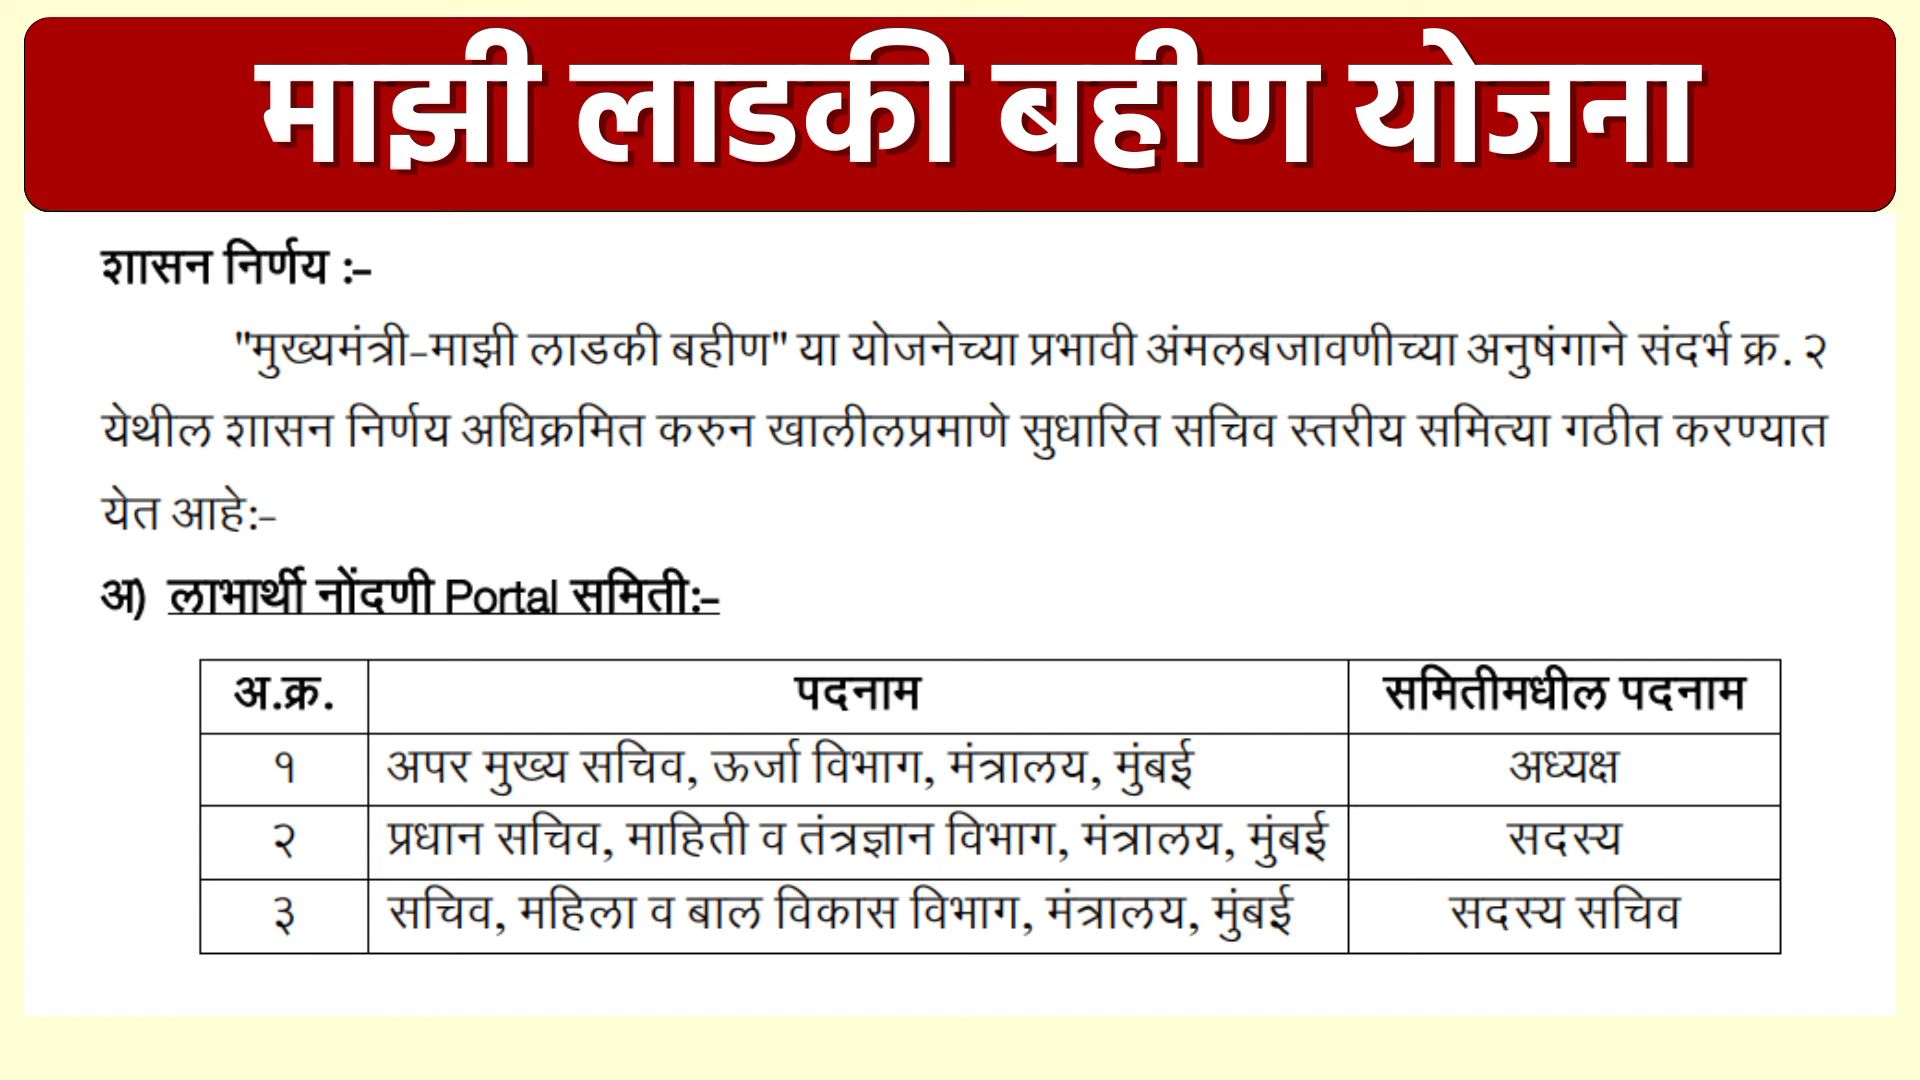 माझी लाडकी बहीण योजना
शासन निर्णय :-
"मुख्यमंत्री-माझी लाडकी बहीण" या योजनेच्या प्रभावी अंमलबजावणीच्या अनुषंगाने संदर्भ क्र. २
येथील शासन निर्णय अधिक्रमित करुन खालीलप्रमाणे सुधारित सचिव स्तरीय समित्या गठीत करण्यात
येत आहे:-
अ) लाभार्थी नोंदणी Portal समिती:-
अ.क्र. पदनाम समितीमधील पदनाम
१ अपर मुख्य सचिव, ऊर्जा विभाग, मंत्रालय, मुंबई अध्यक्ष
२ प्रधान सचिव, माहिती व तंत्रज्ञान विभाग, मंत्रालय, मुंबई सदस्य
३ सचिव, महिला व बाल विकास विभाग, मंत्रालय, मुंबई सदस्य सचिव